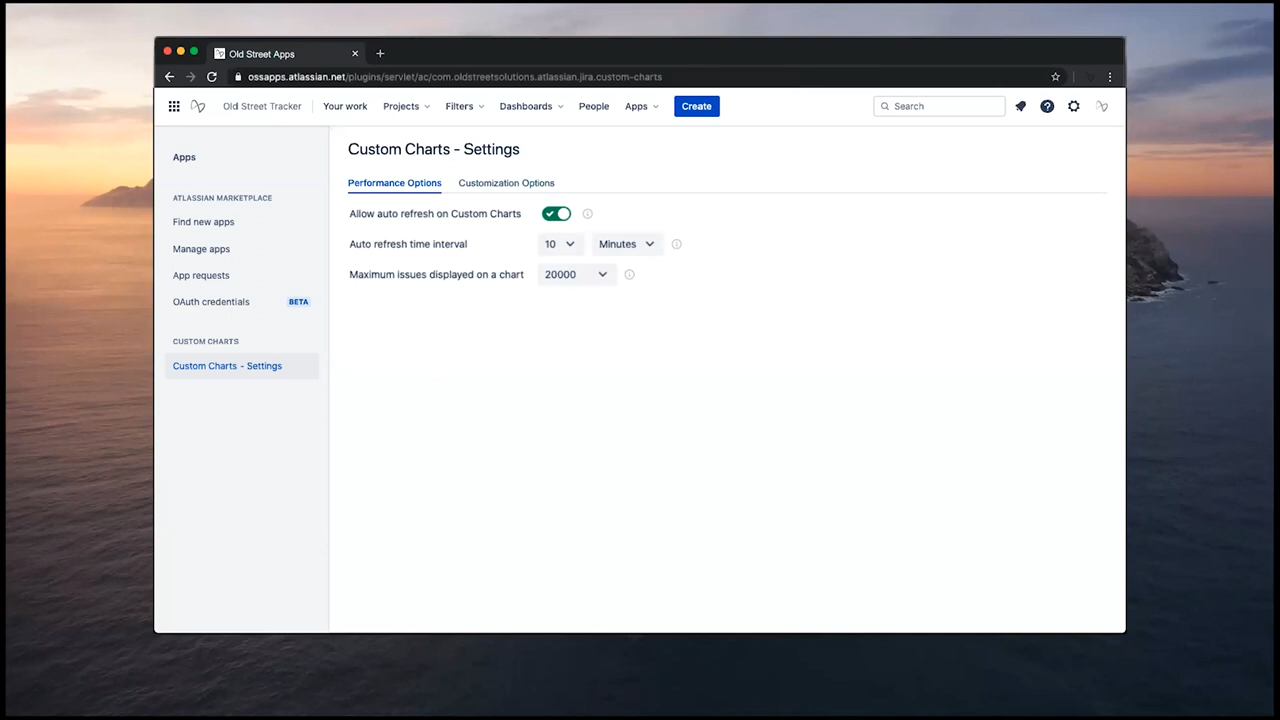 Old Street Apps
ossapps.atlassian.net/plugins/servlet/ac/com.oldstreetsolutions.atlassian.jira.custom-charts
Old Street Tracker Your work Projects Filters Dashboards People Apps Create Search
Apps
ATLASSIAN MARKETPLACE
Find new apps
Manage apps
App requests
OAuth credentials BETA
CUSTOM CHARTS
Custom Charts - Settings
Custom Charts - Settings
Performance Options Customization Options
Allow auto refresh on Custom Charts
Auto refresh time interval 10 Minutes
Maximum issues displayed on a chart 20000